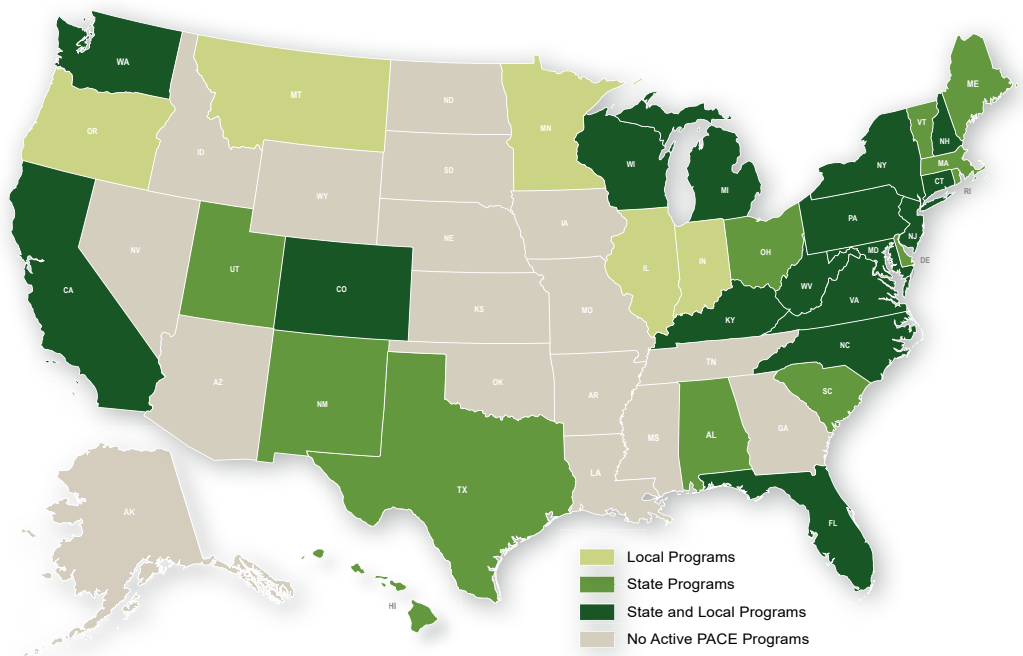 WA
MT
ND
OR
ID
SD
WY
MN
WI
MI
ME
VT
NH
NY
MA
CT
RI
IA
NE
NV
UT
CO
CA
IL
IN
OH
PA
NJ
MD
DE
WV
VA
KY
KS
MO
NC
TN
AZ
NM
OK
AR
SC
MS
AL
GA
TX
LA
AK
FL
HI
Local Programs
State Programs
State and Local Programs
No Active PACE Programs